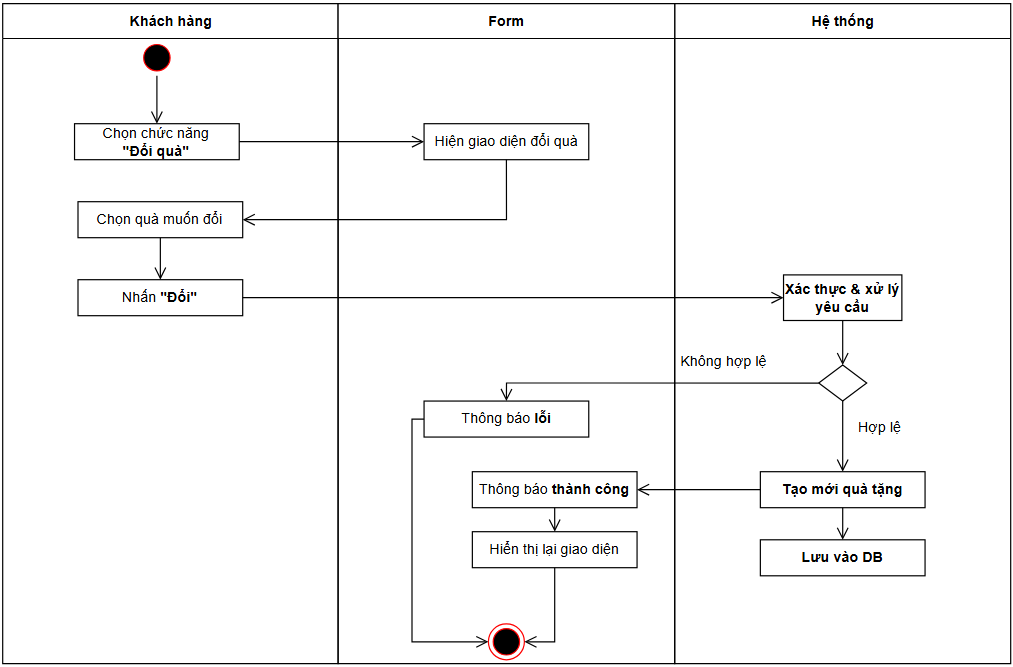 Khách hàng
Form
Hệ thống
Chọn chức năng
"Đổi quà"
Hiện giao diện đổi quà
Chọn quà muốn đổi
Nhấn "Đổi"
Xác thực & xử lý
yêu cầu
Không hợp lệ
Thông báo lỗi
Hợp lệ
Thông báo thành công
Tạo mới quà tặng
Hiển thị lại giao diện
Lưu vào DB